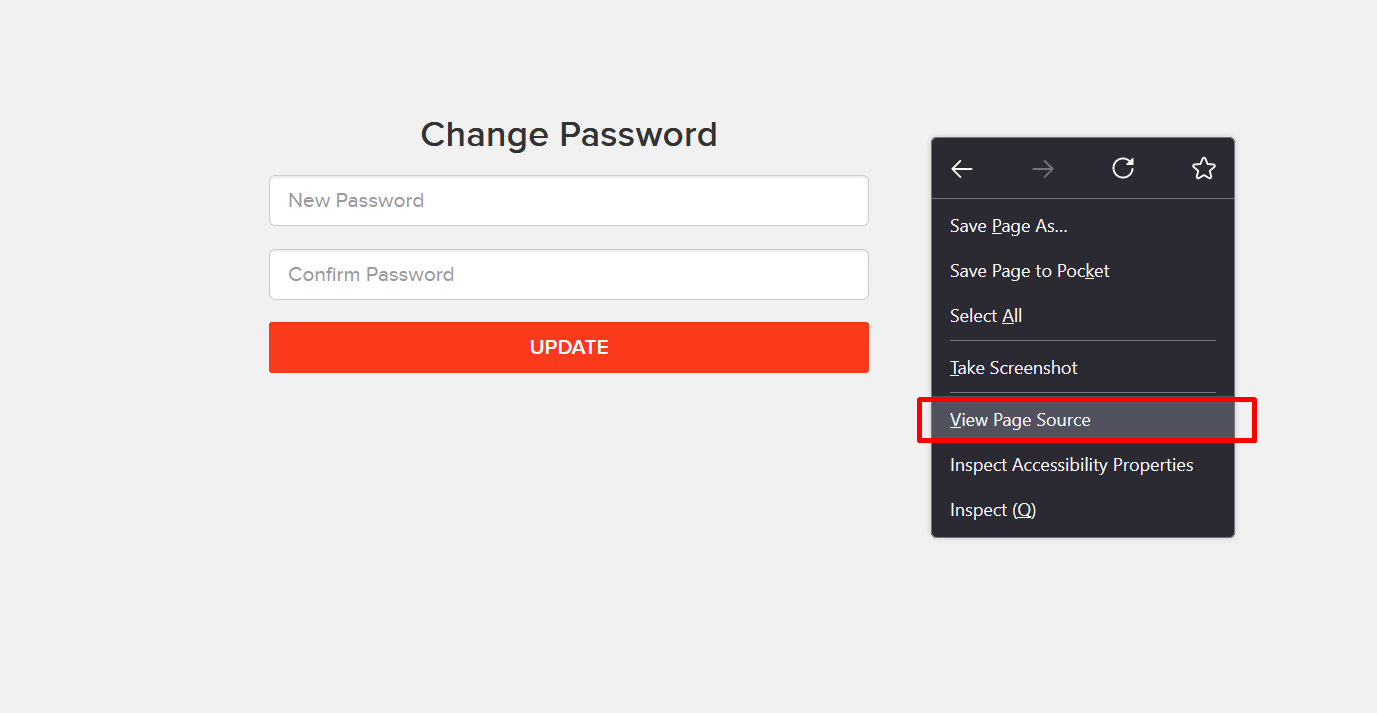 Change Password
New Password
Confirm Password
UPDATE
Save Page As...
Save Page to Pocket
Select All
Take Screenshot
View Page Source
Inspect Accessibility Properties
Inspect (Q)